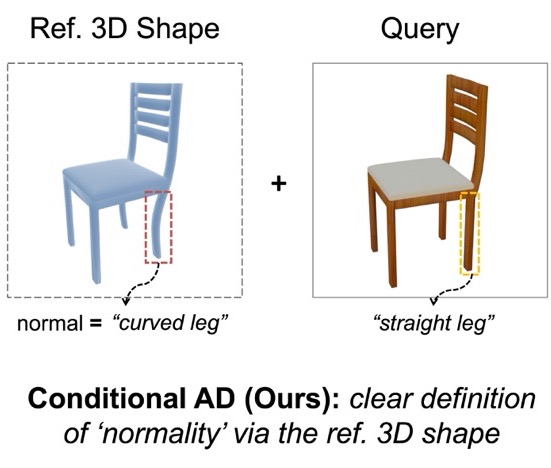 Ref. 3D Shape
Query
+
normal = “curved leg”
“straight leg”
Conditional AD (Ours): clear definition
of ‘normality’ via the ref. 3D shape